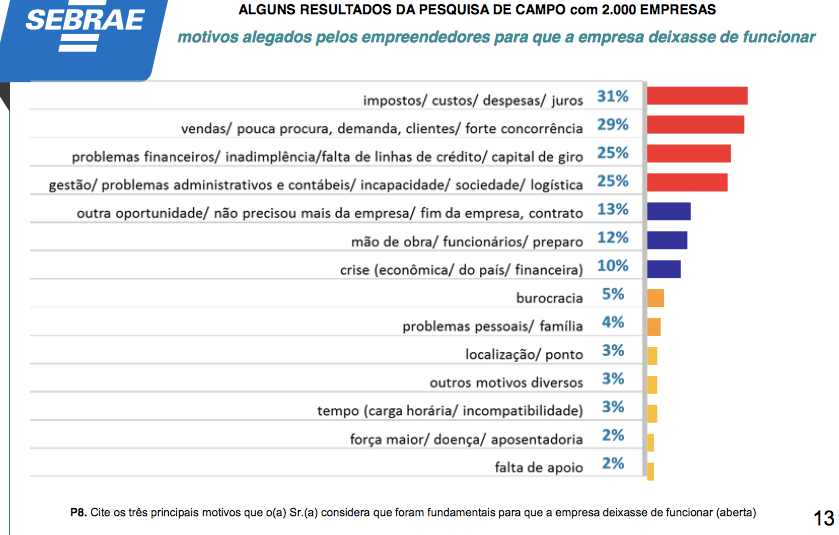 SEBRAE
ALGUNS RESULTADOS DA PESQUISA DE CAMPO com 2.000 EMPRESAS
motivos alegados pelos empreendedores para que a empresa deixasse de funcionar
impostos/ custos/ despesas/ juros 31%
vendas/ pouca procura, demanda, clientes/ forte concorrência 29%
problemas financeiros/ inadimplência/falta de linhas de crédito/ capital de giro 25%
gestão/ problemas administrativos e contábeis/ incapacidade/ sociedade/ logística 25%
outra oportunidade/ não precisou mais da empresa/ fim da empresa, contrato 13%
mão de obra/ funcionários/ preparo 12%
crise (econômica/ do país/ financeira) 10%
burocracia 5%
problemas pessoais/ família 4%
localização/ ponto 3%
outros motivos diversos 3%
tempo (carga horária/ incompatibilidade) 3%
força maior/ doença/ aposentadoria 2%
falta de apoio 2%
P8. Cite os três principais motivos que o(a) Sr.(a) considera que foram fundamentais para que a empresa deixasse de funcionar (aberta)
13